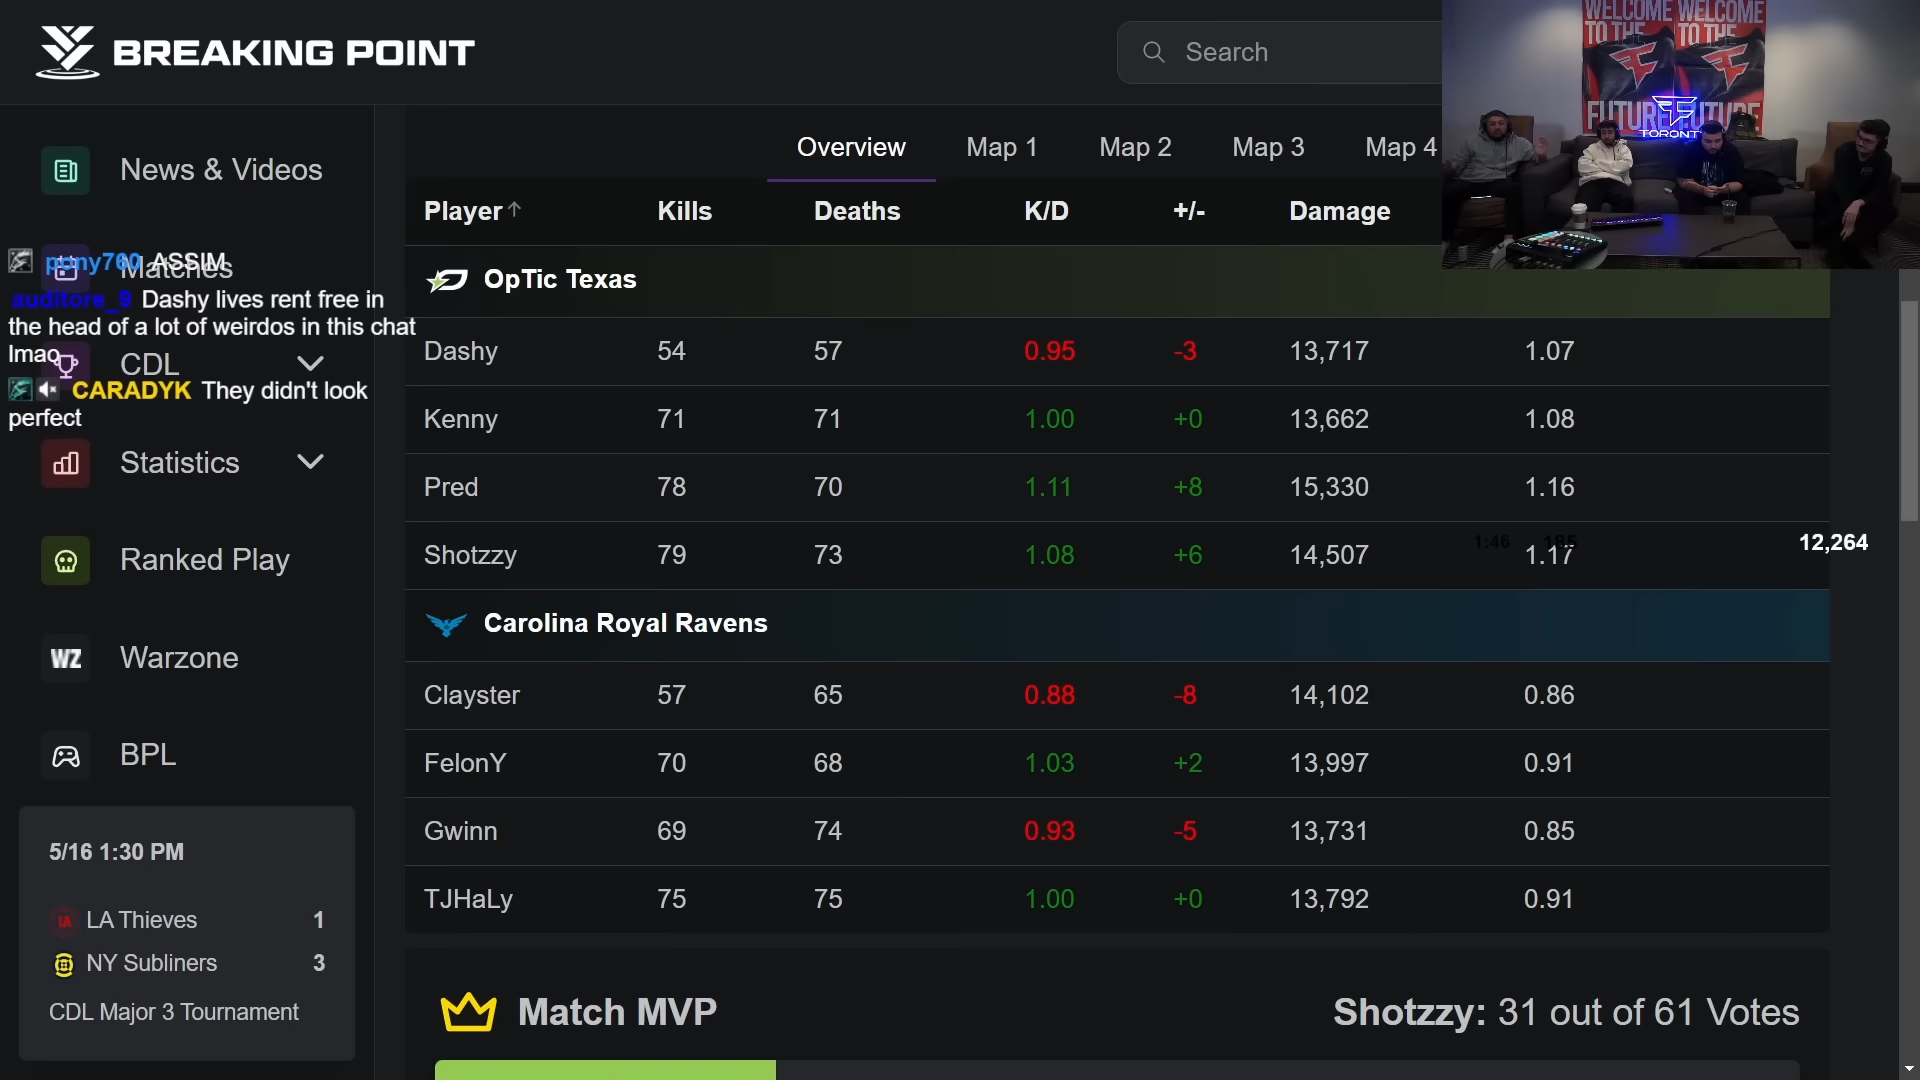 BREAKING POINT
Search
WELCOME WELCOME
TO THE TO THE
FUTURE FUTURE
TORONT
News & Videos
Overview Map 1 Map 2 Map 3 Map 4
Player Kills Deaths K/D +/- Damage
pony760 ASSIM
Matches
auditore_9 Dashy lives rent free in
the head of a lot of weirdos in this chat
lmao
CDL
CARADYK They didn't look
perfect
OpTic Texas
Dashy 54 57 0.95 -3 13,717 1.07
Kenny 71 71 1.00 +0 13,662 1.08
Statistics
Pred 78 70 1.11 +8 15,330 1.16
Ranked Play
Shotzzy 79 73 1.08 +6 14,507 1.17
1:46
12,264
Carolina Royal Ravens
WZ Warzone
Clayster 57 65 0.88 -8 14,102 0.86
BPL
FelonY 70 68 1.03 +2 13,997 0.91
Gwinn 69 74 0.93 -5 13,731 0.85
TJHaLy 75 75 1.00 +0 13,792 0.91
5/16 1:30 PM
LA Thieves 1
NY Subliners 3
CDL Major 3 Tournament
Match MVP
Shotzzy: 31 out of 61 Votes